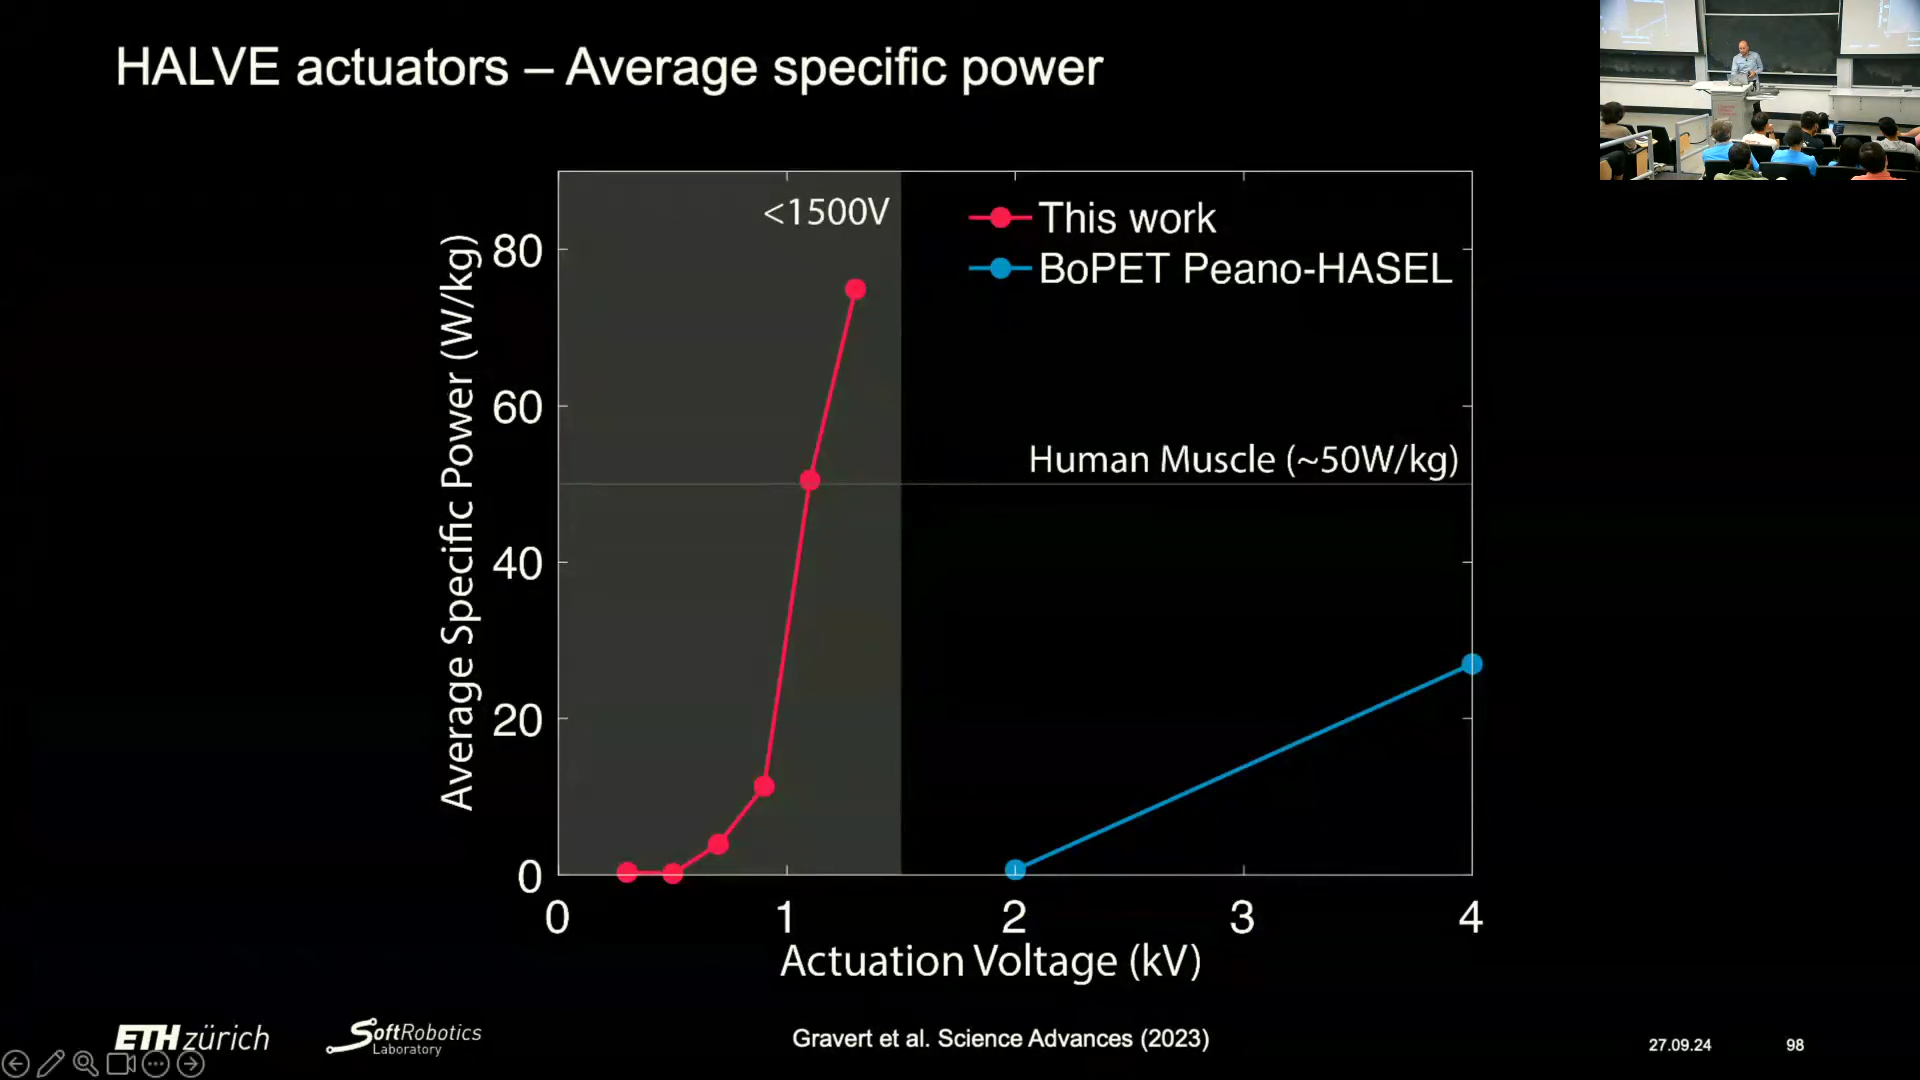 HALVE actuators – Average specific power
<1500V
This work
BoPET Peano-HASEL
Human Muscle (~50W/kg)
Average Specific Power (W/kg)
80
60
40
20
0
0 1 2 3 4
Actuation Voltage (kV)
ETH zürich
SoftRobotics
Laboratory
Gravert et al. Science Advances (2023)
27.09.24
98